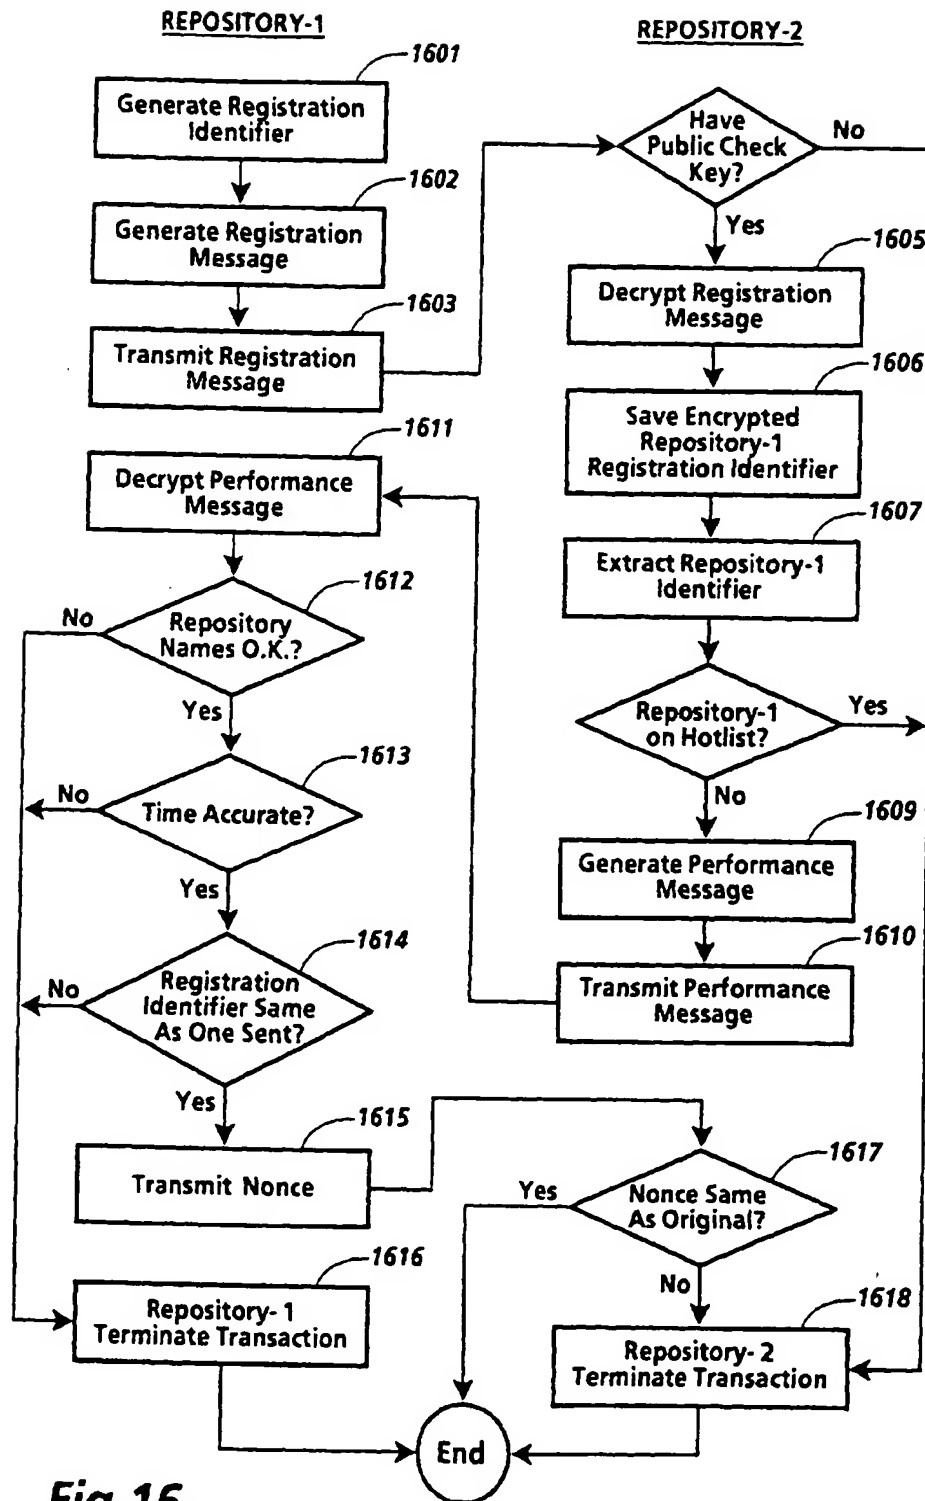 REPOSITORY-1
1601
Generate Registration
Identifier
1602
Generate Registration
Message
1603
Transmit Registration
Message
1611
Decrypt Performance
Message
1612
No
Repository
Names O.K.?
Yes
1613
No
Time Accurate?
Yes
1614
No
Registration
Identifier Same
As One Sent?
Yes
1615
Transmit Nonce
1616
Repository- 1
Terminate Transaction
REPOSITORY-2
Have
Public Check
Key?
No
Yes
1605
Decrypt Registration
Message
1606
Save Encrypted
Repository-1
Registration Identifier
1607
Extract Repository-1
Identifier
Repository-1
on Hotlist?
Yes
No
1609
Generate Performance
Message
1610
Transmit Performance
Message
1617
Yes
Nonce Same
As Original?
No
1618
Repository- 2
Terminate Transaction
End
Fig. 16